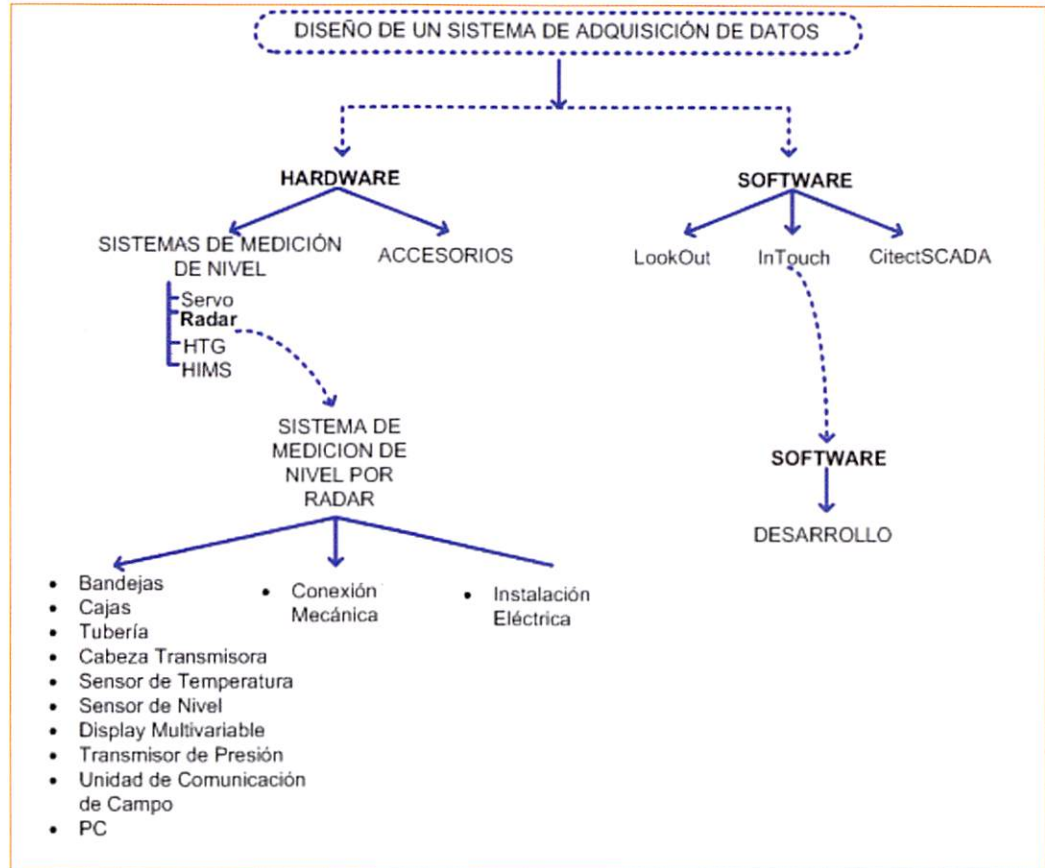 DISEÑO DE UN SISTEMA DE ADQUISICIÓN DE DATOS
HARDWARE
SOFTWARE
SISTEMAS DE MEDICIÓN
DE NIVEL
ACCESORIOS
LookOut
InTouch
CitectSCADA
Servo
Radar
HTG
HIMS
SISTEMA DE
MEDICION DE
NIVEL POR
RADAR
SOFTWARE
DESARROLLO
• Bandejas
• Cajas
• Tubería
• Cabeza Transmisora
• Sensor de Temperatura
• Sensor de Nivel
• Display Multivariable
• Transmisor de Presión
• Unidad de Comunicación
de Campo
• PC
• Conexión
Mecánica
• Instalación
Eléctrica